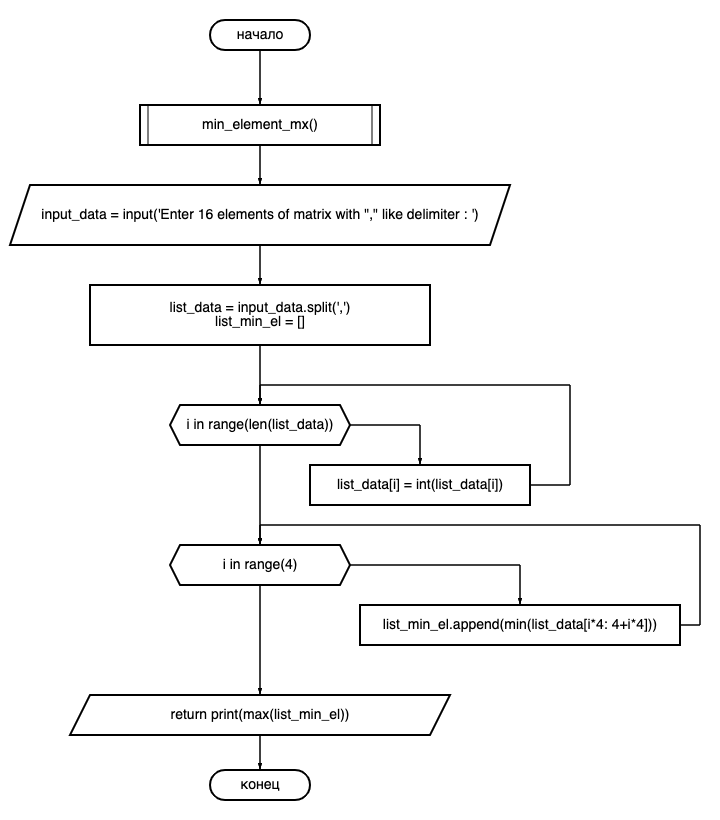 начало
min_element_mx()
input_data = input('Enter 16 elements of matrix with "," like delimiter : ')
list_data = input_data.split(',')
list_min_el = []
i in range(len(list_data))
list_data[i] = int(list_data[i])
i in range(4)
list_min_el.append(min(list_data[i*4: 4+i*4]))
return print(max(list_min_el))
конец